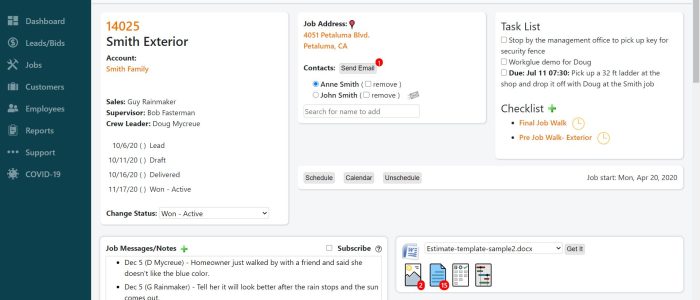 Dashboard
Leads/Bids
Jobs
Customers
Employees
Reports
Support
COVID-19
14025
Smith Exterior
Account:
Smith Family
Sales: Guy Rainmaker
Supervisor: Bob Fasterman
Crew Leader: Doug Mycreue
10/6/20 ( ) Lead
10/11/20 ( ) Draft
10/16/20 ( ) Delivered
11/17/20 ( ) Won - Active
Change Status: Won - Active
Job Address:
4051 Petaluma Blvd.
Petaluma, CA
Contacts: Send Email 1
Anne Smith ( remove )
John Smith ( remove )
Search for name to add
Task List
Stop by the management office to pick up key for
security fence
Workglue demo for Doug
Due: Jul 11 07:30: Pick up a 32 ft ladder at the
shop and drop it off with Doug at the Smith job
Checklist
Final Job Walk
Pre Job Walk- Exterior
Schedule Calendar Unschedule Job start: Mon, Apr 20, 2020
Job Messages/Notes Subscribe ?
Dec 5 (D Mycreue) - Homeowner just walked by with a friend and said she
doesn't like the blue color.
Dec 5 (G Rainmaker) - Tell her it will look better after the rain stops and the sun
comes out.
W Estimate-template-sample2.docx Get It
2 15